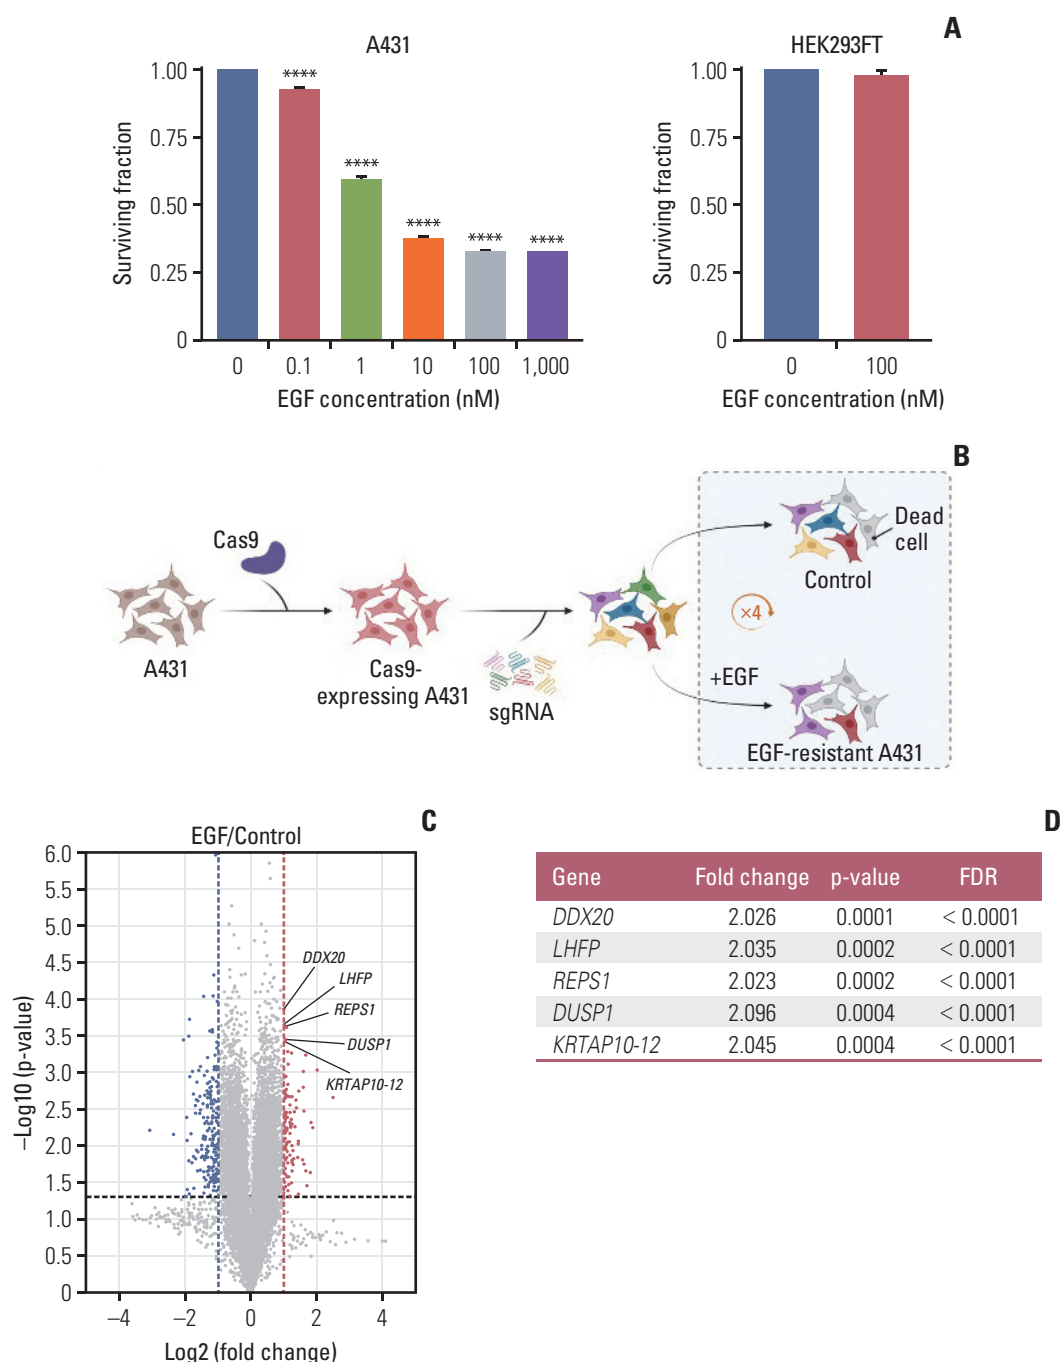 A
A431
HEK293FT
1.00
0.75
0.50
0.25
0
Surviving fraction
****
****
****
****
****
0 0.1 1 10 100 1,000
EGF concentration (nM)
1.00
0.75
0.50
0.25
0
Surviving fraction
0 100
EGF concentration (nM)
B
Cas9
A431
Cas9-
expressing A431
sgRNA
Dead
cell
Control
×4
+EGF
EGF-resistant A431
C
EGF/Control
6.0
5.5
5.0
4.5
4.0
3.5
3.0
2.5
2.0
1.5
1.0
0.5
0
−Log10 (p-value)
DDX20
LHFP
REPS1
DUSP1
KRTAP10-12
−4 −2 0 2 4
Log2 (fold change)
D
Gene Fold change p-value FDR
DDX20 2.026 0.0001 < 0.0001
LHFP 2.035 0.0002 < 0.0001
REPS1 2.023 0.0002 < 0.0001
DUSP1 2.096 0.0004 < 0.0001
KRTAP10-12 2.045 0.0004 < 0.0001